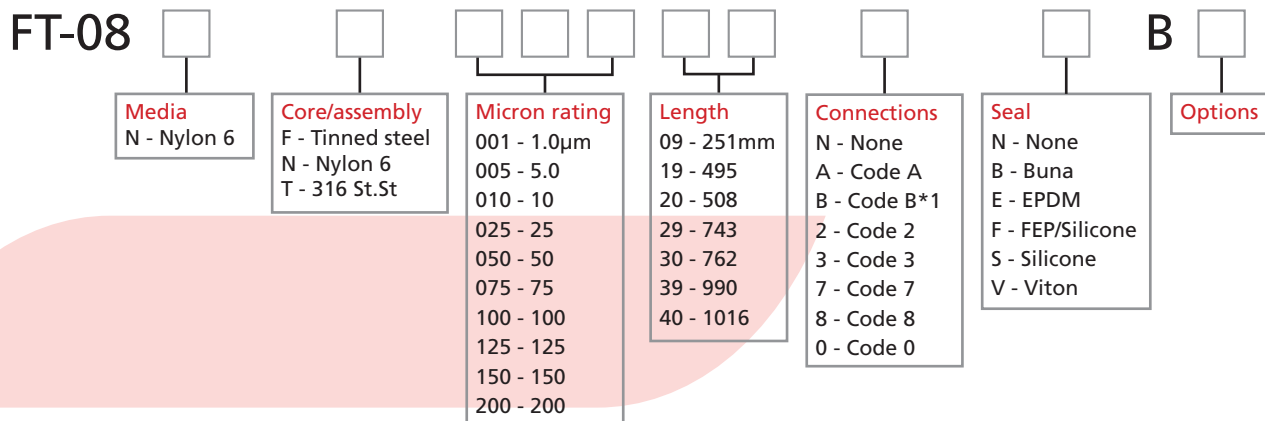 FT-08 B
Media
N - Nylon 6
Core/assembly
F - Tinned steel
N - Nylon 6
T - 316 St.St
Micron rating
001 - 1.0µm
005 - 5.0
010 - 10
025 - 25
050 - 50
075 - 75
100 - 100
125 - 125
150 - 150
200 - 200
Length
09 - 251mm
19 - 495
20 - 508
29 - 743
30 - 762
39 - 990
40 - 1016
Connections
N - None
A - Code A
B - Code B*1
2 - Code 2
3 - Code 3
7 - Code 7
8 - Code 8
0 - Code 0
Seal
N - None
B - Buna
E - EPDM
F - FEP/Silicone
S - Silicone
V - Viton
Options